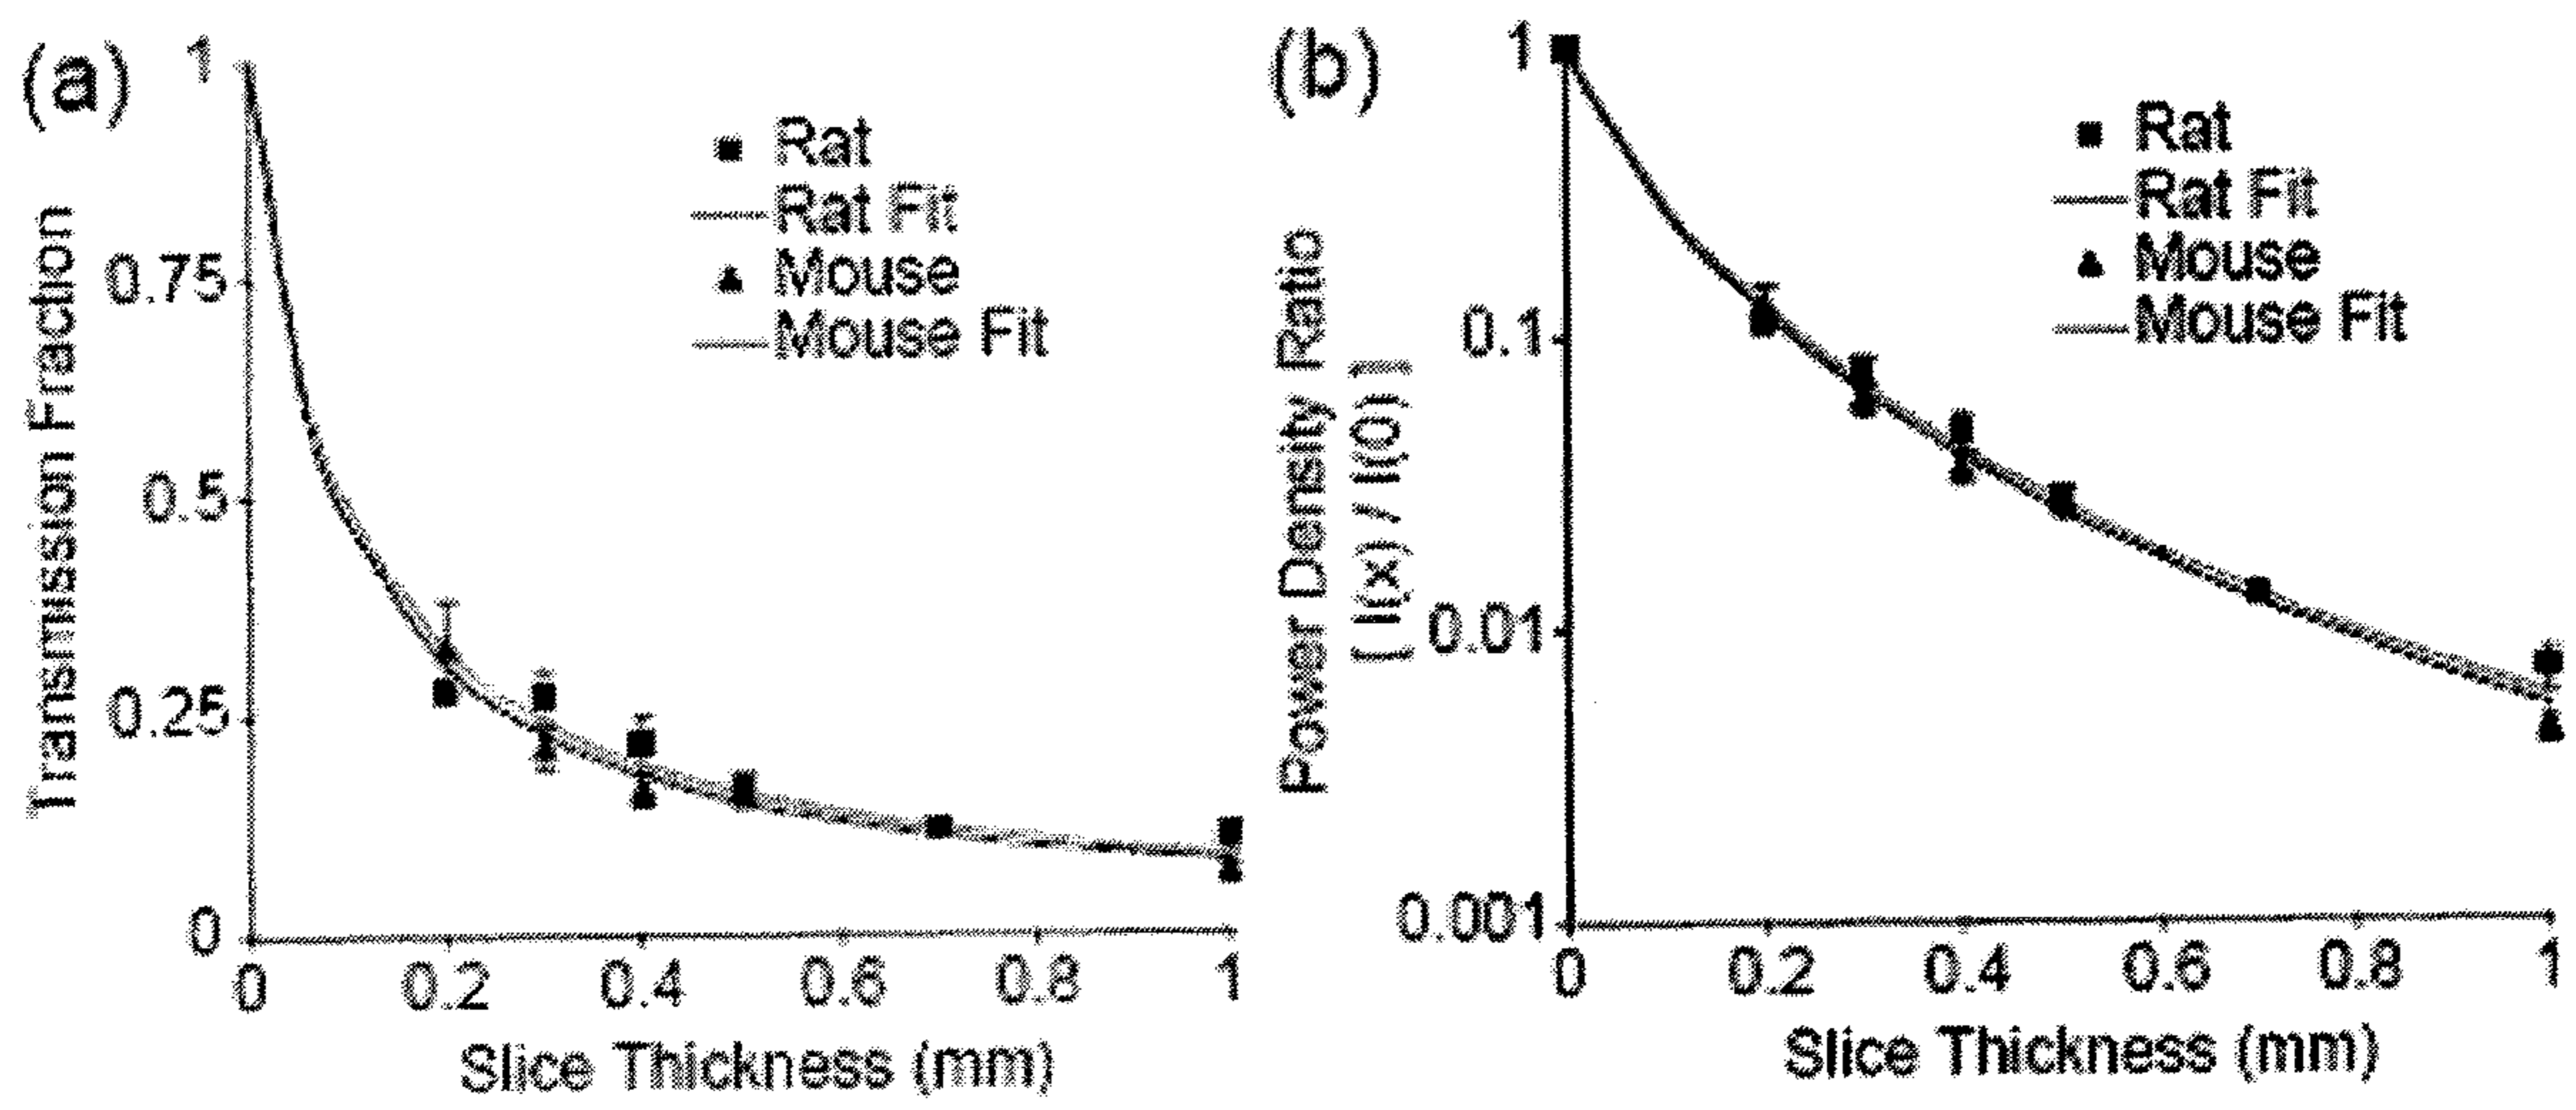 (a)
1
0.75
0.5
0.25
0
Transmission Fraction
Rat
Rat Fit
Mouse
Mouse Fit
0 0.2 0.4 0.6 0.8 1
Slice Thickness (mm)
(b)
1
0.1
0.01
0.001
Power Density Ratio
[ I(x) / I(0) ]
Rat
Rat Fit
Mouse
Mouse Fit
0 0.2 0.4 0.6 0.8 1
Slice Thickness (mm)